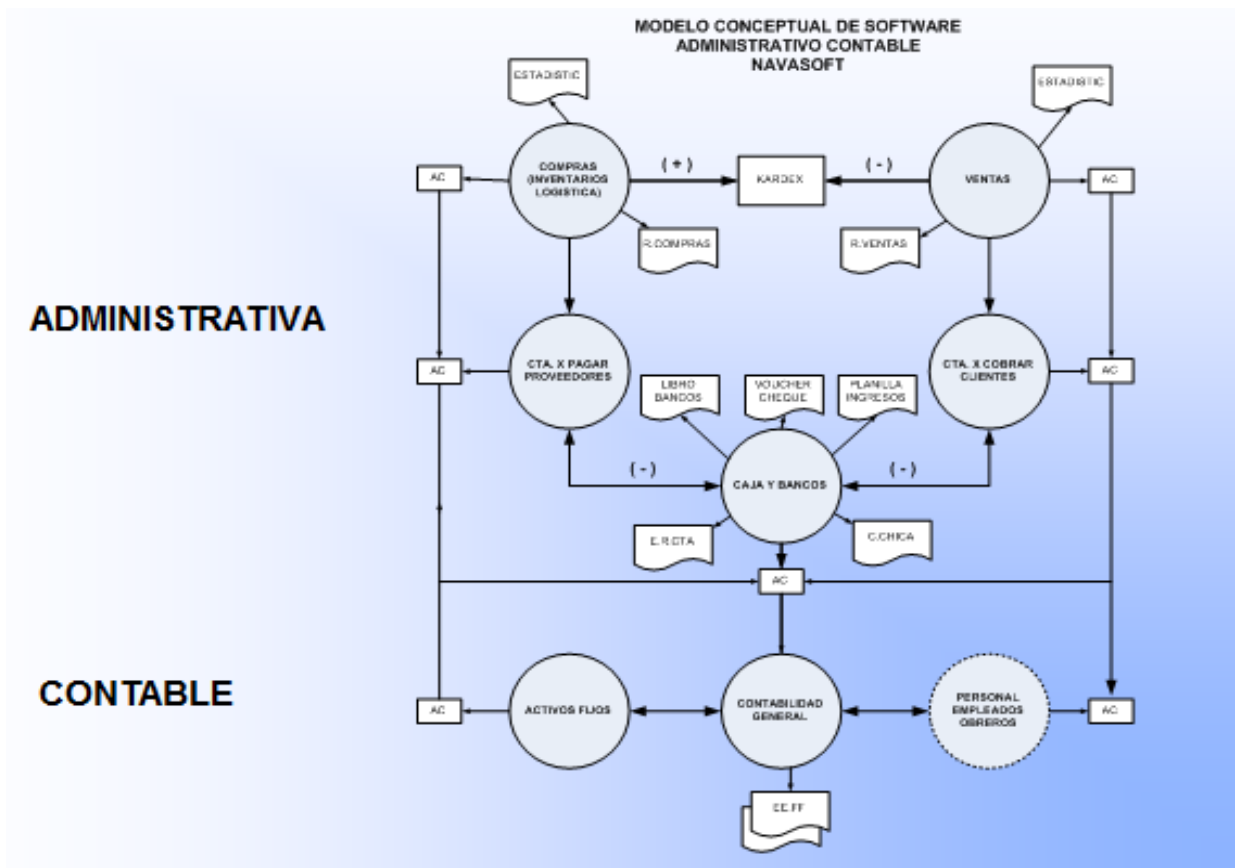 MODELO CONCEPTUAL DE SOFTWARE
ADMINISTRATIVO CONTABLE
NAVASOFT
ESTADISTIC
ESTADISTIC
COMPRAS
(INVENTARIOS
LOGISTICA)
( + )
KARDEX
( - )
VENTAS
AC
AC
R.COMPRAS
R.VENTAS
ADMINISTRATIVA
AC
CTA. X PAGAR
PROVEEDORES
CTA. X COBRAR
CLIENTES
AC
LIBRO
BANCOS
VOUCHER
CHEQUE
PLANILLA
INGRESOS
( - )
CAJA Y BANCOS
( - )
E.R.CTA
C.CHICA
AC
CONTABLE
AC
ACTIVOS FIJOS
CONTABILIDAD
GENERAL
PERSONAL
EMPLEADOS
OBREROS
AC
EE.FF